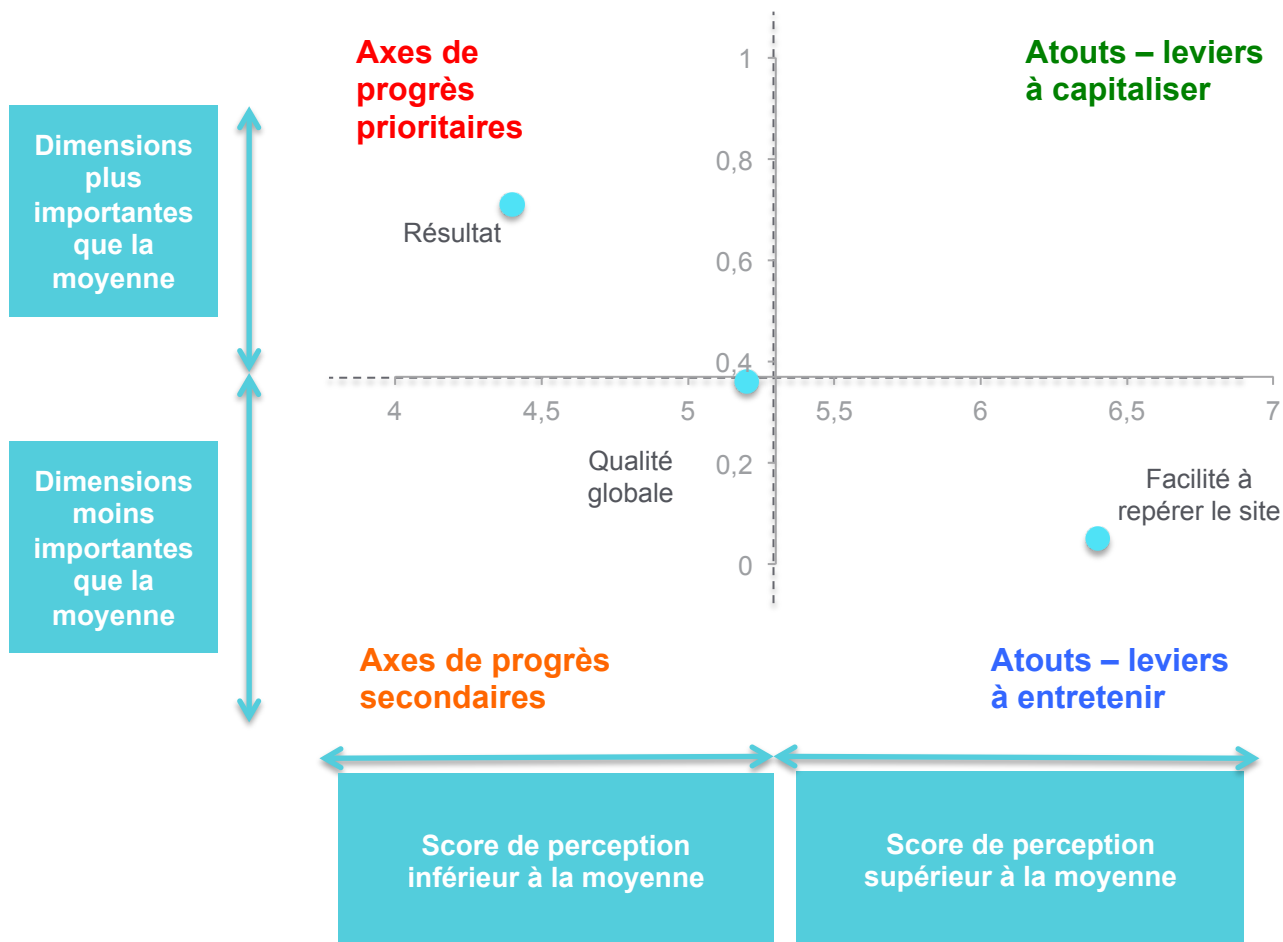 Axes de
progrès
prioritaires
Atouts – leviers
à capitaliser
Dimensions
plus
importantes
que la
moyenne
1
0,8
Résultat
0,6
0,4
4
4,5
5
5,5
6
6,5
7
Qualité
globale
0,2
Facilité à
repérer le site
0
Dimensions
moins
importantes
que la
moyenne
Axes de progrès
secondaires
Atouts – leviers
à entretenir
Score de perception
inférieur à la moyenne
Score de perception
supérieur à la moyenne